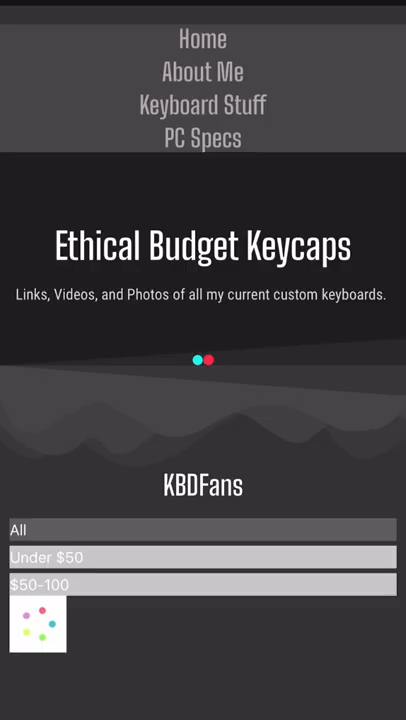 Home
About Me
Keyboard Stuff
PC Specs
Ethical Budget Keycaps
Links, Videos, and Photos of all my current custom keyboards.
KBDFans
All
Under $50
$50-100